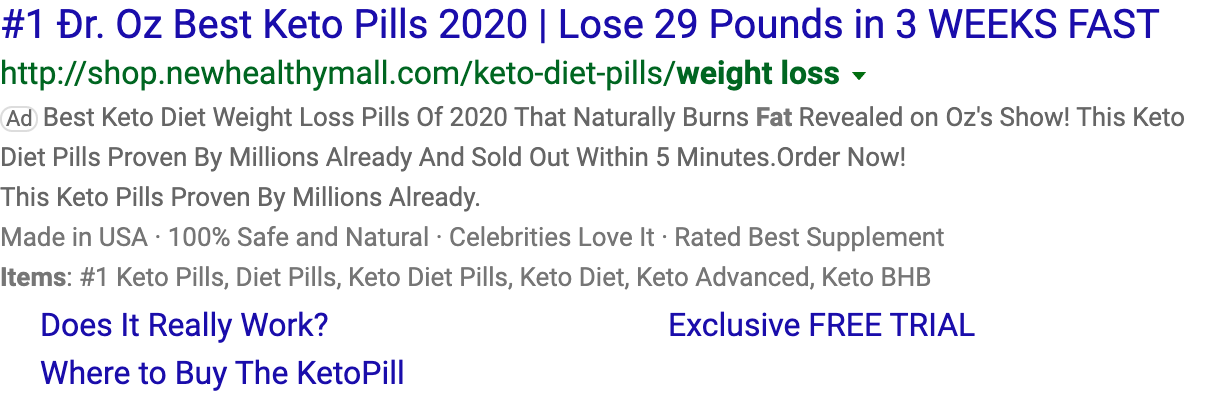 #1 Đr. Oz Best Keto Pills 2020 | Lose 29 Pounds in 3 WEEKS FAST
http://shop.newhealthymall.com/keto-diet-pills/weight loss
Ad Best Keto Diet Weight Loss Pills Of 2020 That Naturally Burns Fat Revealed on Oz's Show! This Keto
Diet Pills Proven By Millions Already And Sold Out Within 5 Minutes.Order Now!
This Keto Pills Proven By Millions Already.
Made in USA · 100% Safe and Natural · Celebrities Love It · Rated Best Supplement
Items: #1 Keto Pills, Diet Pills, Keto Diet Pills, Keto Diet, Keto Advanced, Keto BHB
Does It Really Work? Exclusive FREE TRIAL
Where to Buy The KetoPill